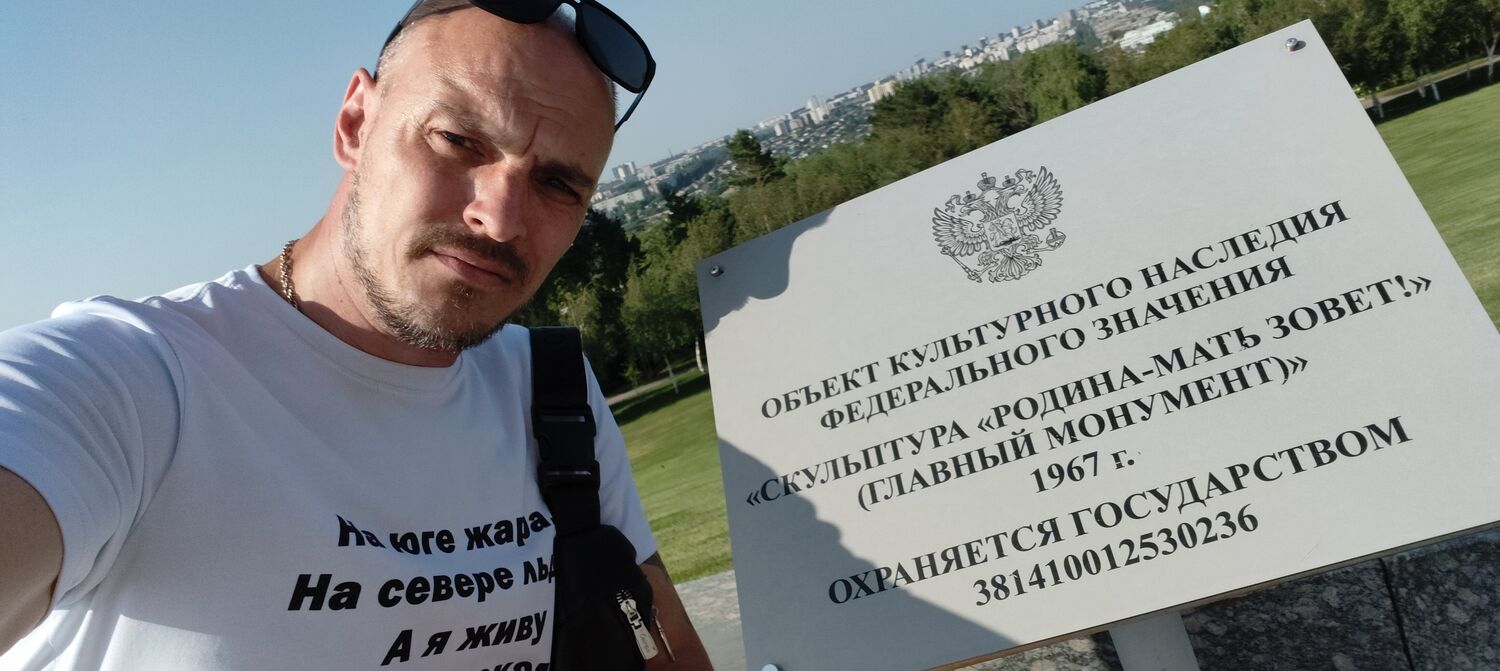 На юге жара
На севере
А я живу
ОБЪЕКТ КУЛЬТУРНОГО НАСЛЕДИЯ
ФЕДЕРАЛЬНОГО ЗНАЧЕНИЯ
«СКУЛЬПТУРА «РОДИНА-МАТЬ ЗОВЕТ!»
(ГЛАВНЫЙ МОНУМЕНТ)»
1967 г.
ОХРАНЯЕТСЯ ГОСУДАРСТВОМ
381410012530236